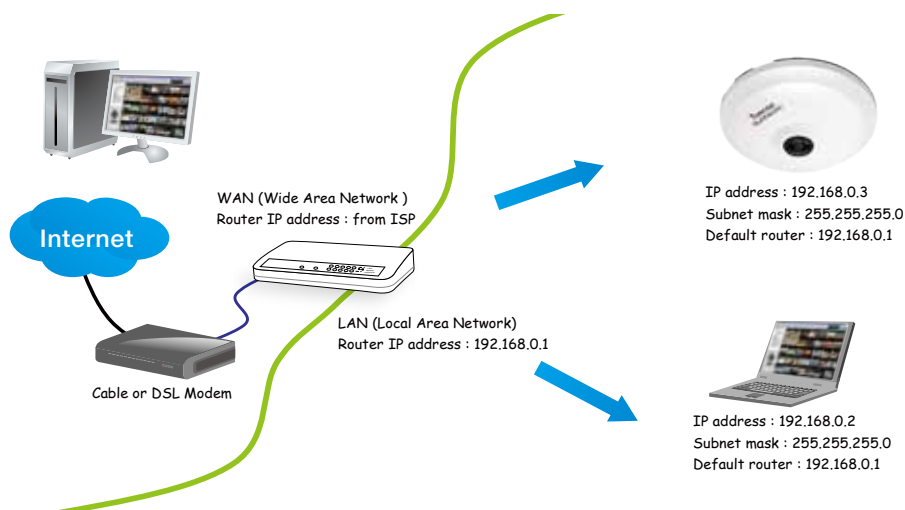 WAN (Wide Area Network )
Router IP address : from ISP
Internet
LAN (Local Area Network)
Router IP address : 192.168.0.1
Cable or DSL Modem
IP address : 192.168.0.3
Subnet mask : 255.255.255.0
Default router : 192.168.0.1
IP address : 192.168.0.2
Subnet mask : 255.255.255.0
Default router : 192.168.0.1